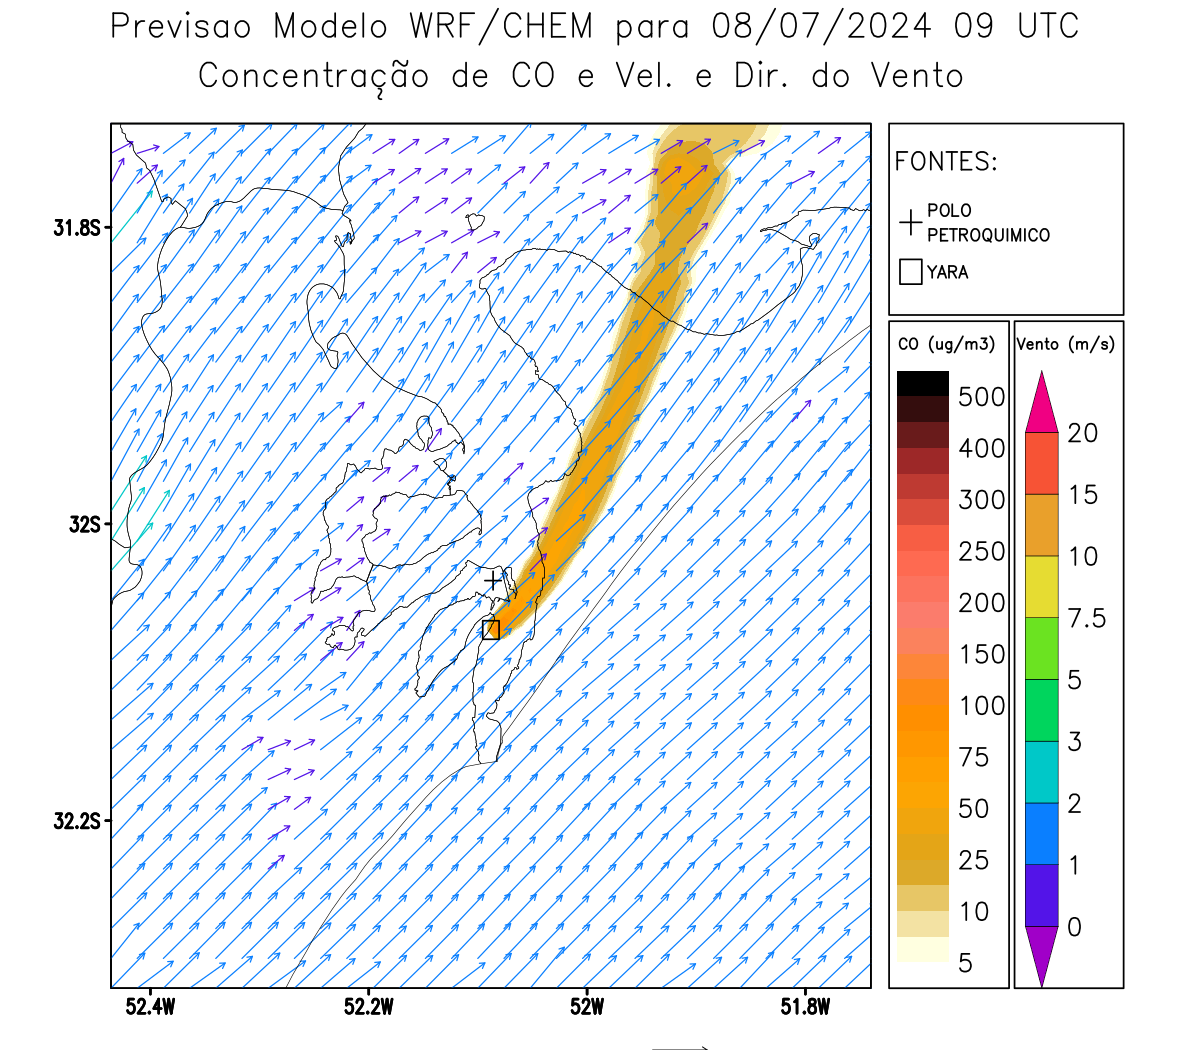 Previsao Modelo WRF/CHEM para 08/07/2024 09 UTC
Concentração de CO e Vel. e Dir. do Vento
FONTES:
POLO
PETROQUIMICO
YARA
CO (ug/m3)
500
400
300
250
200
150
100
75
50
25
10
5
Vento (m/s)
20
15
10
7.5
5
3
2
1
0
31.8S
32S
32.2S
52.4W
52.2W
52W
51.8W